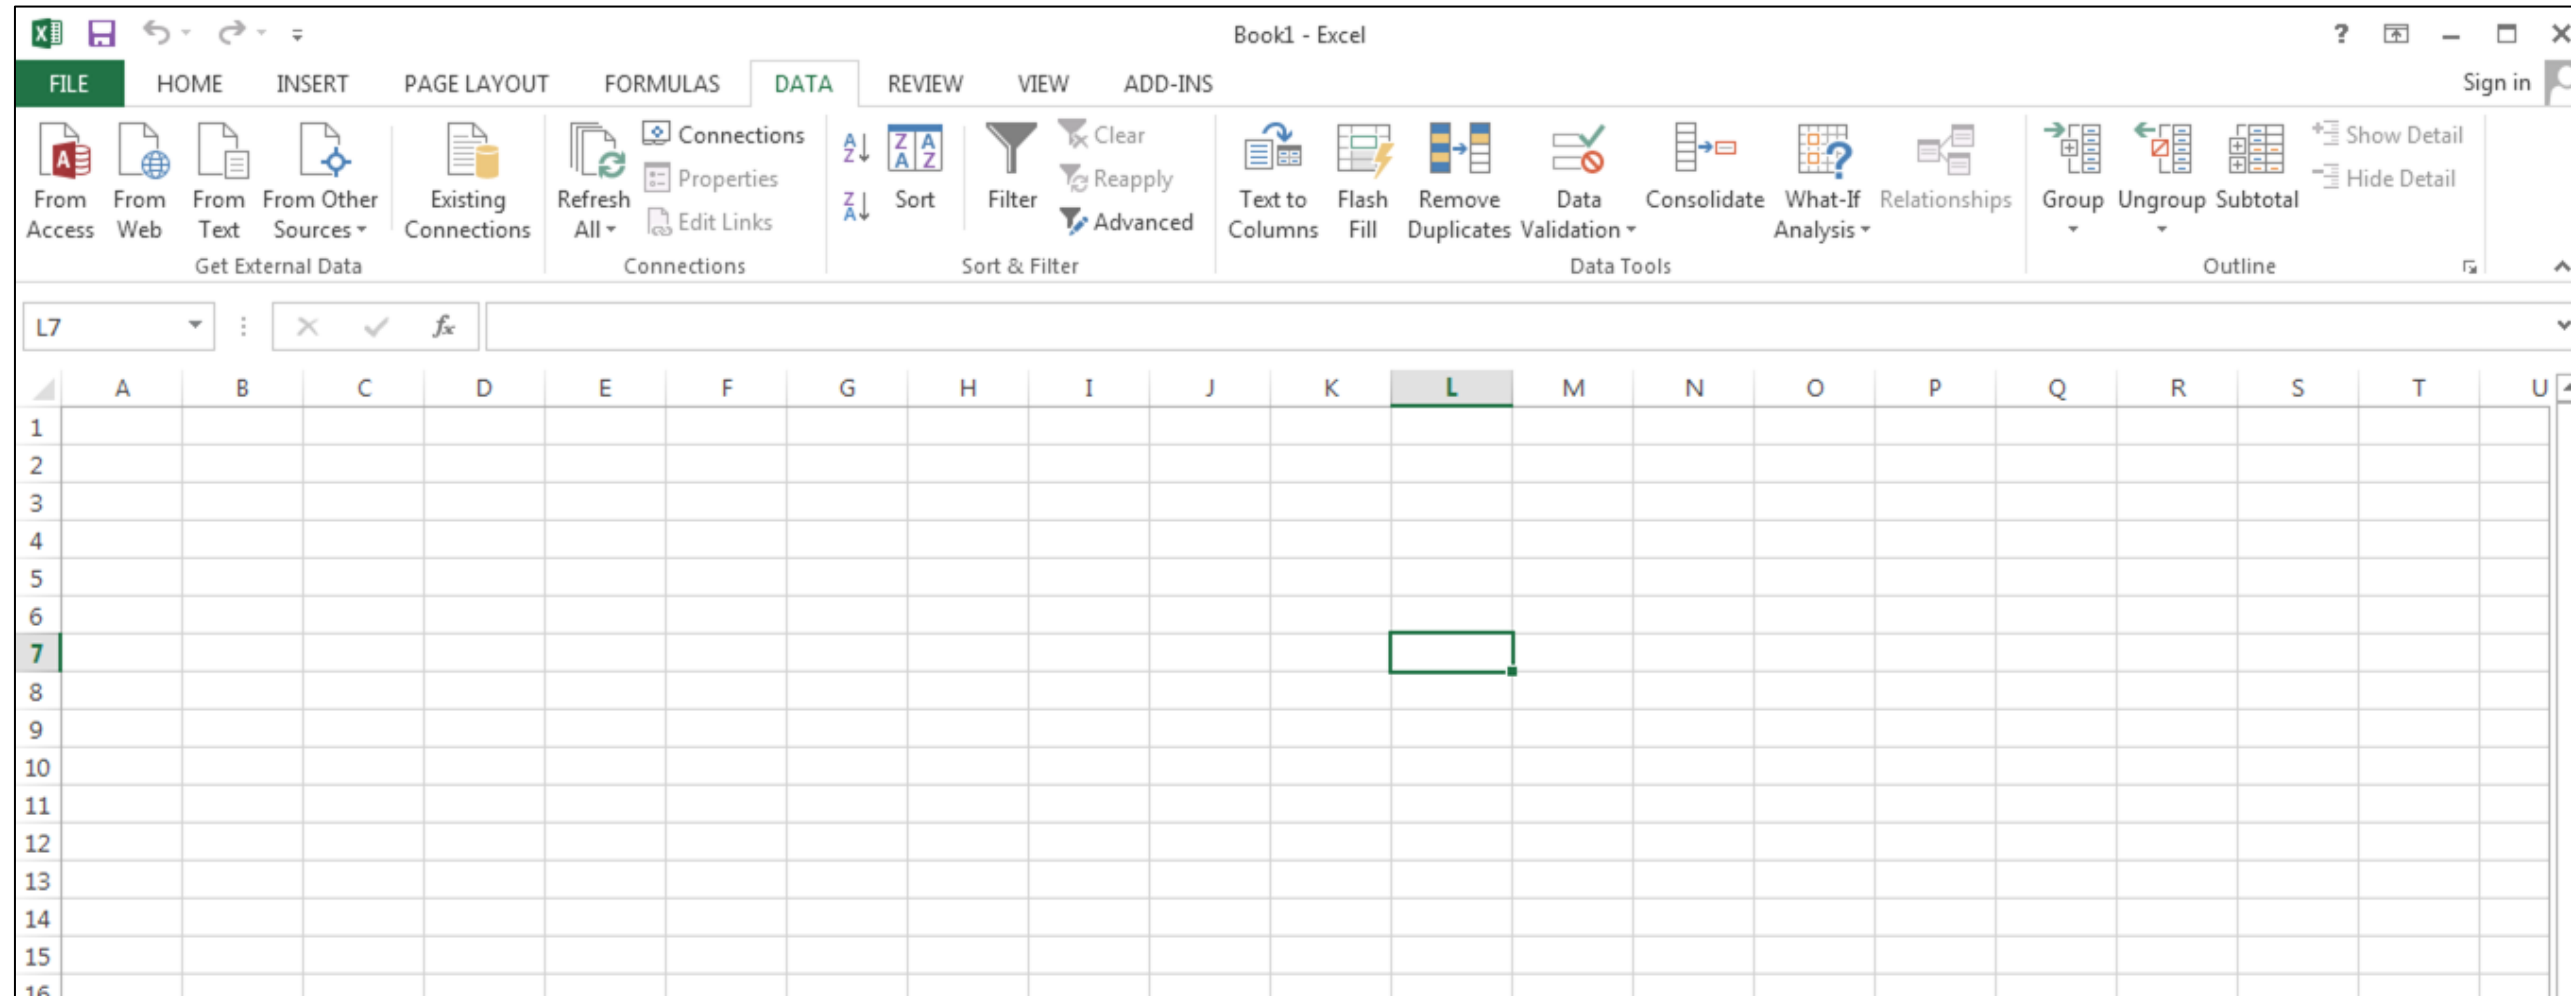 Book1 - Excel
FILE HOME INSERT PAGE LAYOUT FORMULAS DATA REVIEW VIEW ADD-INS Sign in
From Access
From Web
From Text
From Other Sources
Existing Connections
Get External Data
Refresh All
Connections
Properties
Edit Links
Connections
Sort
Filter
Clear
Reapply
Advanced
Sort & Filter
Text to Columns
Flash Fill
Remove Duplicates
Data Validation
Consolidate
What-If Analysis
Relationships
Data Tools
Group
Ungroup
Subtotal
Show Detail
Hide Detail
Outline
L7 fx
A B C D E F G H I J K L M N O P Q R S T U
1
2
3
4
5
6
7
8
9
10
11
12
13
14
15
16